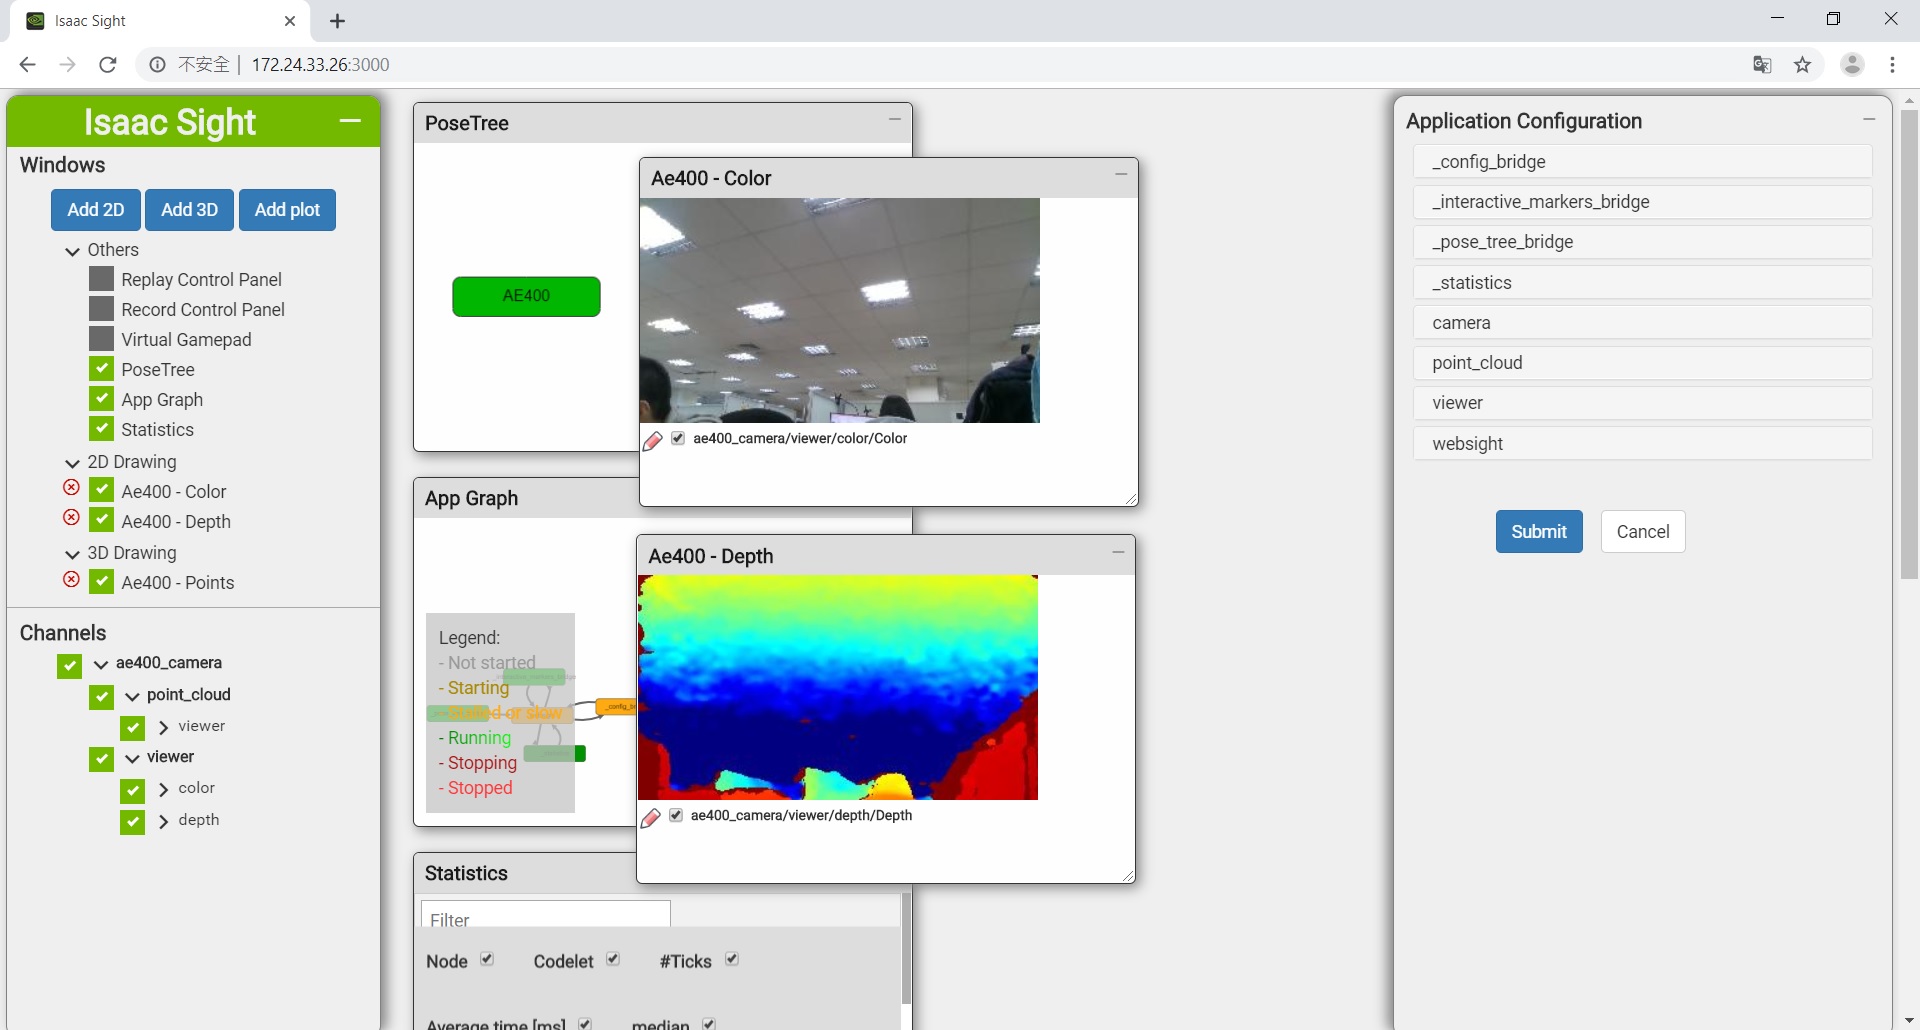 Isaac Sight
不安全
172.24.33.26:3000
Isaac Sight
Windows
Add 2D
Add 3D
Add plot
Others
Replay Control Panel
Record Control Panel
Virtual Gamepad
PoseTree
App Graph
Statistics
2D Drawing
Ae400 - Color
Ae400 - Depth
3D Drawing
Ae400 - Points
Channels
ae400_camera
point_cloud
viewer
viewer
color
depth
PoseTree
AE400
Ae400 - Color
ae400_camera/viewer/color/Color
App Graph
Legend:
- Not started
- Starting
- Stalled or slow
- Running
- Stopping
- Stopped
Ae400 - Depth
ae400_camera/viewer/depth/Depth
Statistics
Filter
Node
Codelet
#Ticks
Average time [ms]
median
Application Configuration
_config_bridge
_interactive_markers_bridge
_pose_tree_bridge
_statistics
camera
point_cloud
viewer
websight
Submit
Cancel